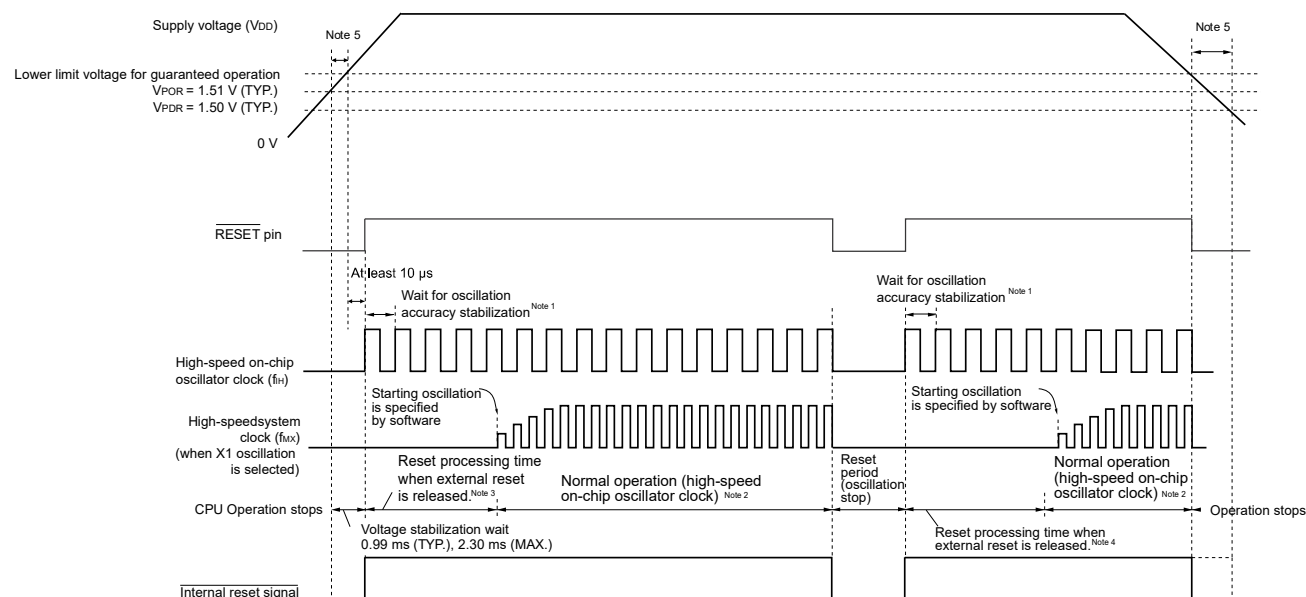 Supply voltage (VDD)
Note 5
Note 5
Lower limit voltage for guaranteed operation
VPOR = 1.51 V (TYP.)
VPDR = 1.50 V (TYP.)
0 V
RESET pin
At least 10 µs
Wait for oscillation
accuracy stabilization Note 1
Wait for oscillation
accuracy stabilization Note 1
High-speed on-chip
oscillator clock (fIH)
Starting oscillation
is specified
by software
Starting oscillation
is specified by software
High-speedsystem
clock (fMX)
(when X1 oscillation
is selected)
Reset processing time
when external reset
is released. Note 3
Normal operation (high-speed
on-chip oscillator clock) Note 2
Reset
period
(oscillation
stop)
Normal operation
(high-speed on-chip
oscillator clock) Note 2
CPU Operation stops
Operation stops
Voltage stabilization wait
0.99 ms (TYP.), 2.30 ms (MAX.)
Reset processing time when
external reset is released. Note 4
Internal reset signal